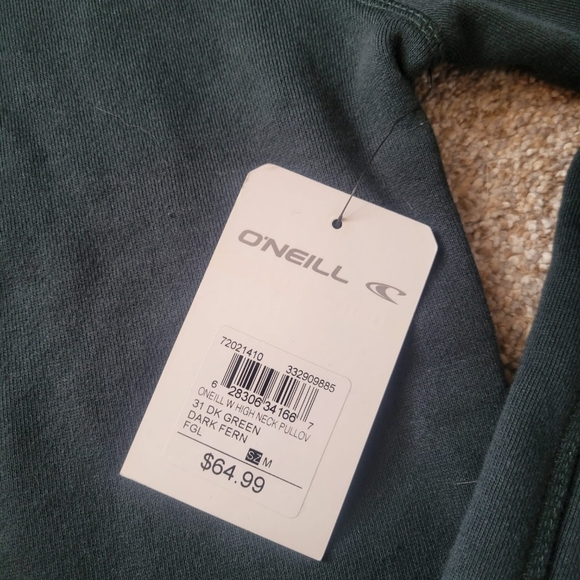 O'NEILL
72021410 332909885
6 28306 34166 7
ONEILL W HIGH NECK PULLOV
31 DK GREEN
DARK FERN
FGL
SZ M
$64.99